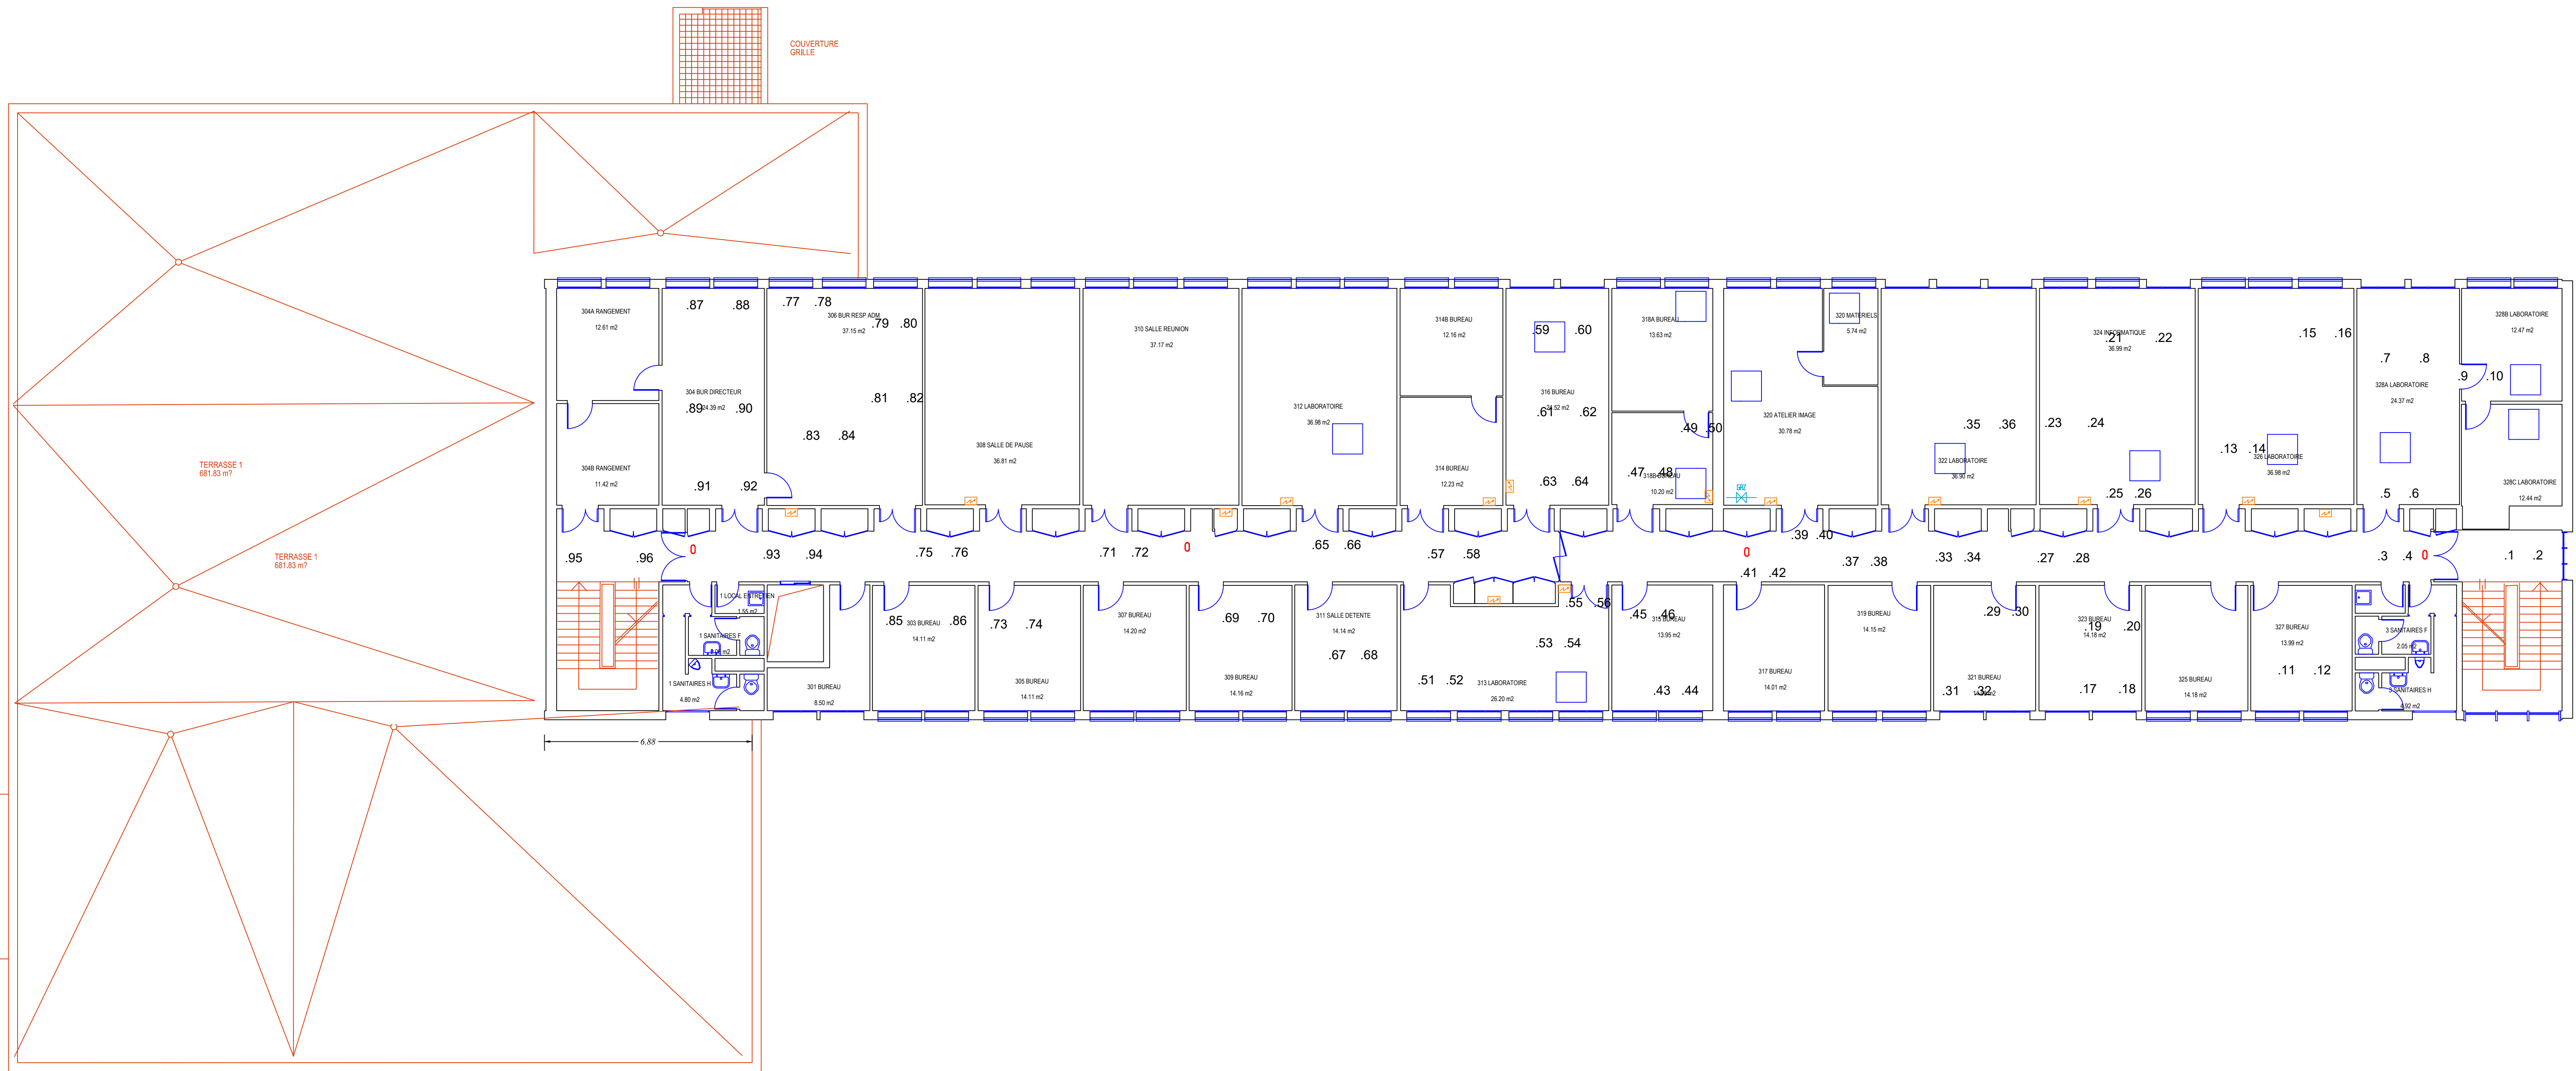 COUVERTURE
GRILLE
TERRASSE 1
681.83 m?
TERRASSE 1
681.83 m?
304A RANGEMENT
12.61 m2
.87 .88
.77 .78
306 BUR RESP ADM
37.15 m2
.79 .80
310 SALLE REUNION
37.17 m2
314B BUREAU
12.16 m2
.59 .60
318A BUREAU
13.63 m2
320 MATERIELS
5.74 m2
324 INFORMATIQUE
36.99 m2
.21 .22
.15 .16
328B LABORATOIRE
12.47 m2
.7 .8
.9 .10
328A LABORATOIRE
24.37 m2
304 BUR DIRECTEUR
24.39 m2
.89 .90
.81 .82
.83 .84
312 LABORATOIRE
36.98 m2
316 BUREAU
.61 .62
320 ATELIER IMAGE
30.78 m2
.49 .50
.35 .36
.23 .24
308 SALLE DE PAUSE
36.81 m2
304B RANGEMENT
11.42 m2
.91 .92
314 BUREAU
12.23 m2
.63 .64
.47 .48
318B BUREAU
10.20 m2
GAZ
322 LABORATOIRE
36.90 m2
.25 .26
.13 .14
326 LABORATOIRE
36.98 m2
.5 .6
328C LABORATOIRE
12.44 m2
.95 .96
0
.93 .94
.75 .76
.71 .72
0
.65 .66
.57 .58
0
.39 .40
.41 .42
.37 .38
.33 .34
.27 .28
.3 .4
0
.1 .2
1 LOCAL ENTRETIEN
1.55 m2
1 SANITAIRES F
1 SANITAIRES H
4.80 m2
301 BUREAU
8.50 m2
.85 .86
303 BUREAU
14.11 m2
.73 .74
305 BUREAU
14.11 m2
307 BUREAU
14.20 m2
.69 .70
309 BUREAU
14.16 m2
311 SALLE DETENTE
14.14 m2
.67 .68
.55 .56
.53 .54
.51 .52
313 LABORATOIRE
26.20 m2
.45 .46
315 BUREAU
13.95 m2
.43 .44
317 BUREAU
14.01 m2
319 BUREAU
14.15 m2
.29 .30
321 BUREAU
.31 .32
323 BUREAU
14.18 m2
.19 .20
.17 .18
325 BUREAU
14.18 m2
327 BUREAU
13.99 m2
.11 .12
3 SANITAIRES F
2.05 m2
3 SANITAIRES H
4.92 m2
6.88